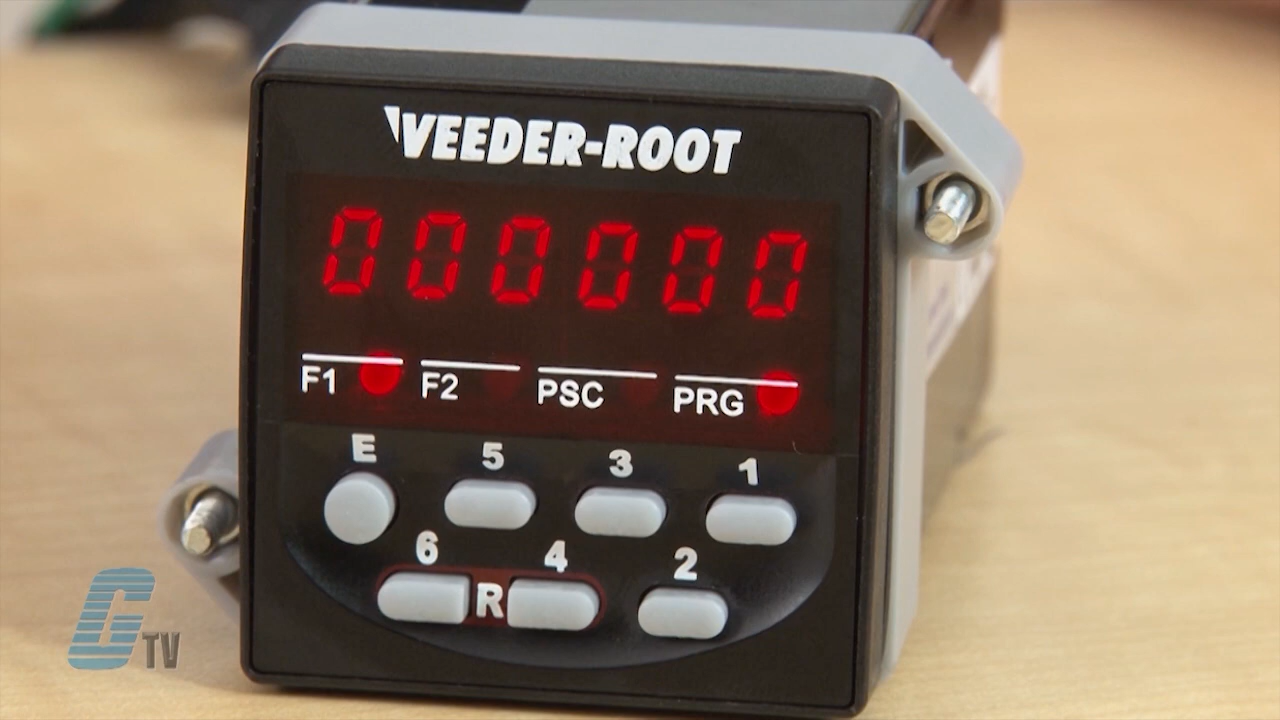 VEEDER-ROOT
000000
F1 F2 PSC PRG
E 5 3 1
6 R 4 2
G TV